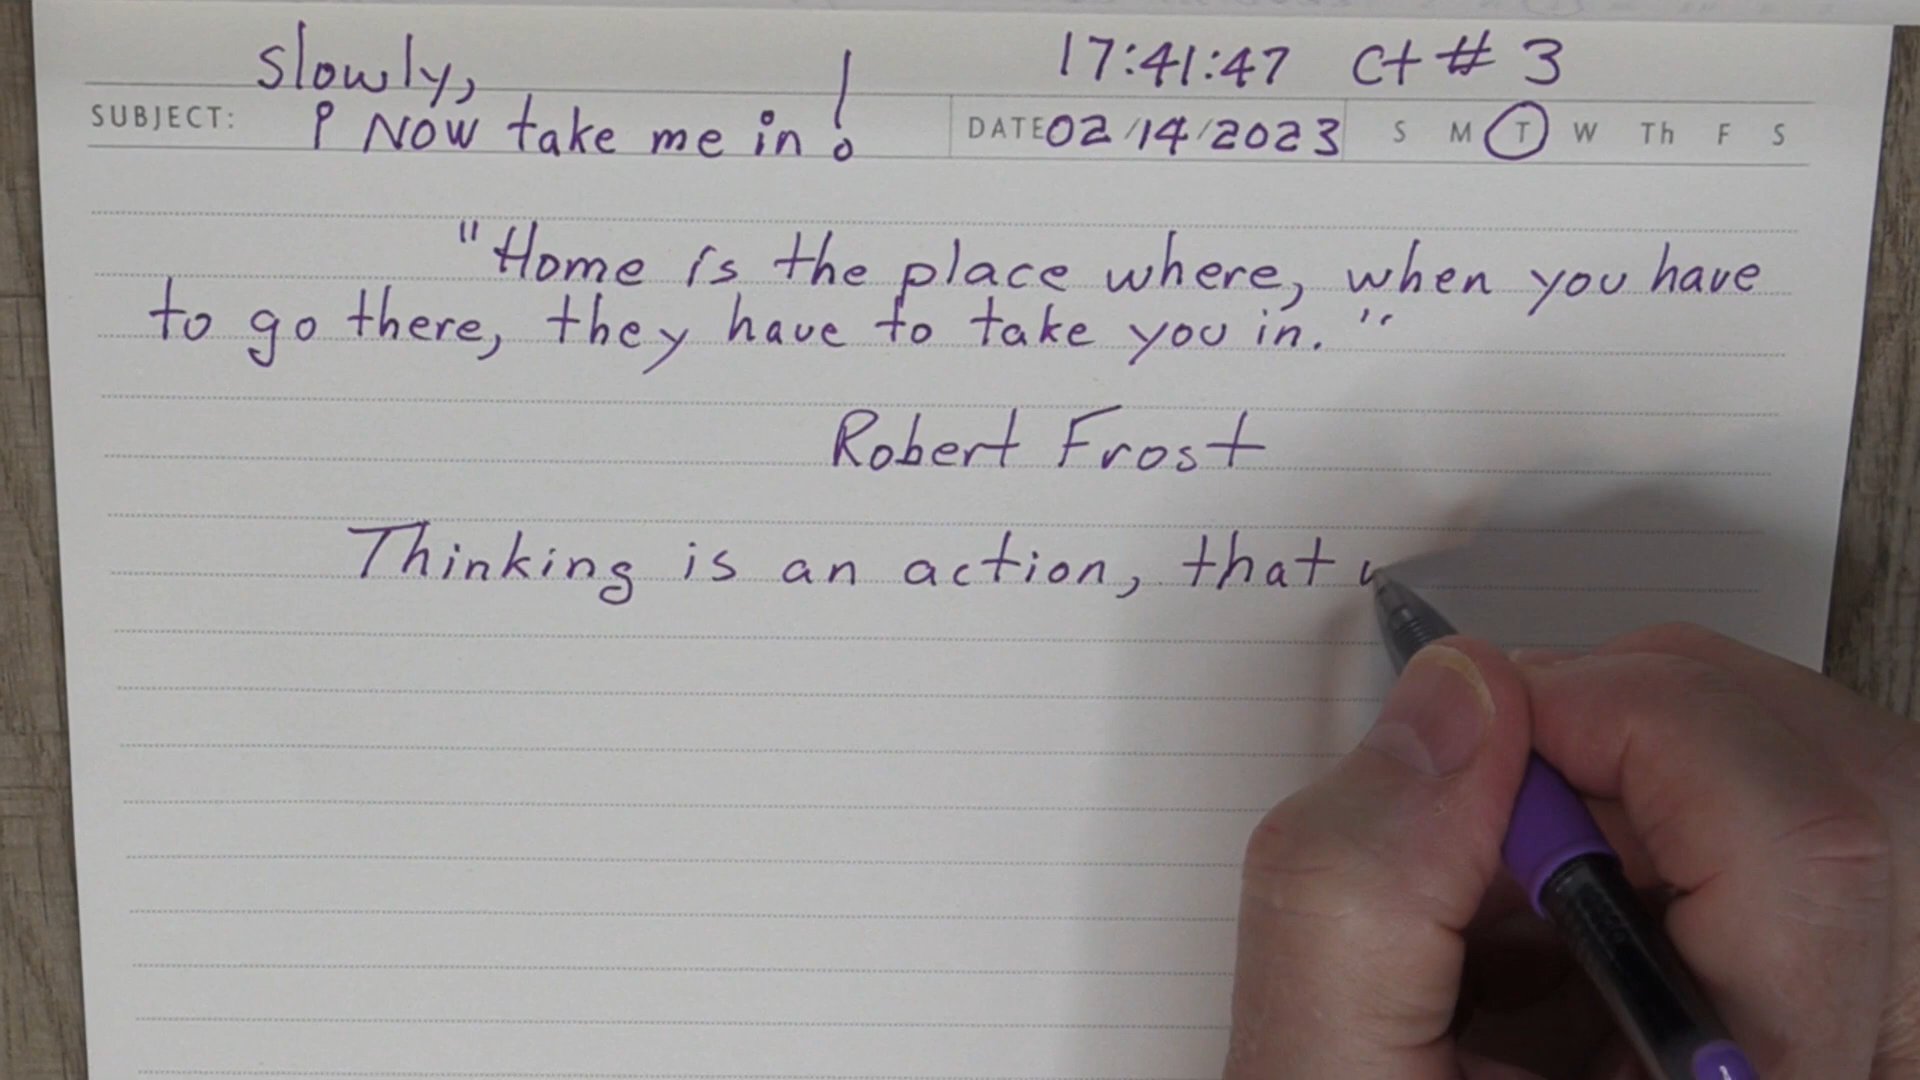 slowly, 17:41:47 Ct # 3
SUBJECT: ? Now take me in! DATE 02/14/2023 S M T W Th F S
"Home is the place where, when you have
to go there, they have to take you in."
Robert Frost
Thinking is an action, that